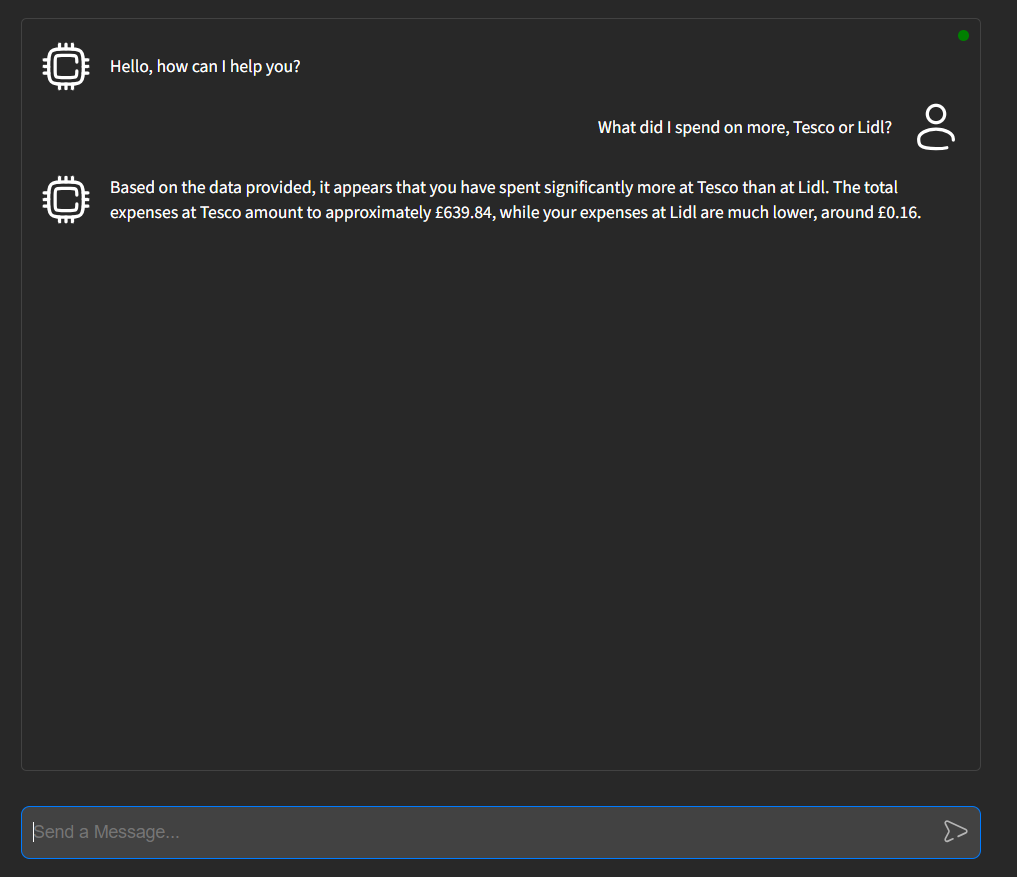 Hello, how can I help you?
What did I spend on more, Tesco or Lidl?
Based on the data provided, it appears that you have spent significantly more at Tesco than at Lidl. The total
expenses at Tesco amount to approximately £639.84, while your expenses at Lidl are much lower, around £0.16.
Send a Message...